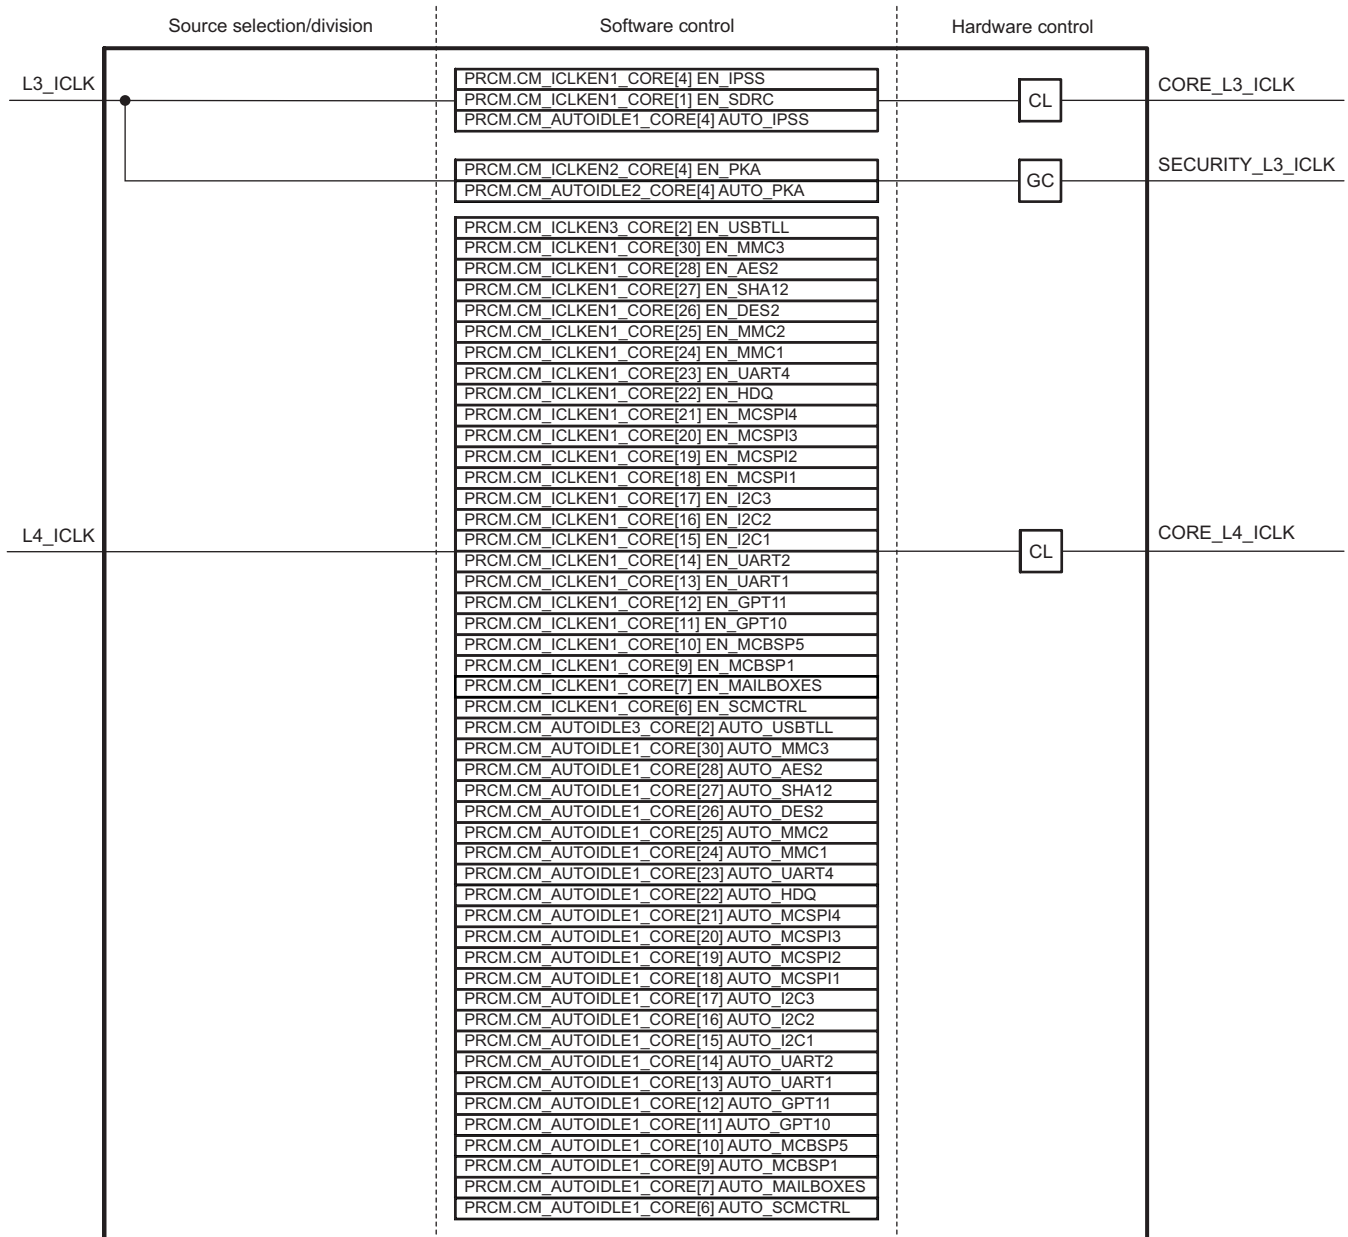 Source selection/division
Software control
Hardware control
L3_ICLK
PRCM.CM_ICLKEN1_CORE[4] EN_IPSS
PRCM.CM_ICLKEN1_CORE[1] EN_SDRC
PRCM.CM_AUTOIDLE1_CORE[4] AUTO_IPSS
CL
CORE_L3_ICLK
PRCM.CM_ICLKEN2_CORE[4] EN_PKA
PRCM.CM_AUTOIDLE2_CORE[4] AUTO_PKA
GC
SECURITY_L3_ICLK
PRCM.CM_ICLKEN3_CORE[2] EN_USBTLL
PRCM.CM_ICLKEN1_CORE[30] EN_MMC3
PRCM.CM_ICLKEN1_CORE[28] EN_AES2
PRCM.CM_ICLKEN1_CORE[27] EN_SHA12
PRCM.CM_ICLKEN1_CORE[26] EN_DES2
PRCM.CM_ICLKEN1_CORE[25] EN_MMC2
PRCM.CM_ICLKEN1_CORE[24] EN_MMC1
PRCM.CM_ICLKEN1_CORE[23] EN_UART4
PRCM.CM_ICLKEN1_CORE[22] EN_HDQ
PRCM.CM_ICLKEN1_CORE[21] EN_MCSPI4
PRCM.CM_ICLKEN1_CORE[20] EN_MCSPI3
PRCM.CM_ICLKEN1_CORE[19] EN_MCSPI2
PRCM.CM_ICLKEN1_CORE[18] EN_MCSPI1
PRCM.CM_ICLKEN1_CORE[17] EN_I2C3
PRCM.CM_ICLKEN1_CORE[16] EN_I2C2
L4_ICLK
PRCM.CM_ICLKEN1_CORE[15] EN_I2C1
CL
CORE_L4_ICLK
PRCM.CM_ICLKEN1_CORE[14] EN_UART2
PRCM.CM_ICLKEN1_CORE[13] EN_UART1
PRCM.CM_ICLKEN1_CORE[12] EN_GPT11
PRCM.CM_ICLKEN1_CORE[11] EN_GPT10
PRCM.CM_ICLKEN1_CORE[10] EN_MCBSP5
PRCM.CM_ICLKEN1_CORE[9] EN_MCBSP1
PRCM.CM_ICLKEN1_CORE[7] EN_MAILBOXES
PRCM.CM_ICLKEN1_CORE[6] EN_SCMCTRL
PRCM.CM_AUTOIDLE3_CORE[2] AUTO_USBTLL
PRCM.CM_AUTOIDLE1_CORE[30] AUTO_MMC3
PRCM.CM_AUTOIDLE1_CORE[28] AUTO_AES2
PRCM.CM_AUTOIDLE1_CORE[27] AUTO_SHA12
PRCM.CM_AUTOIDLE1_CORE[26] AUTO_DES2
PRCM.CM_AUTOIDLE1_CORE[25] AUTO_MMC2
PRCM.CM_AUTOIDLE1_CORE[24] AUTO_MMC1
PRCM.CM_AUTOIDLE1_CORE[23] AUTO_UART4
PRCM.CM_AUTOIDLE1_CORE[22] AUTO_HDQ
PRCM.CM_AUTOIDLE1_CORE[21] AUTO_MCSPI4
PRCM.CM_AUTOIDLE1_CORE[20] AUTO_MCSPI3
PRCM.CM_AUTOIDLE1_CORE[19] AUTO_MCSPI2
PRCM.CM_AUTOIDLE1_CORE[18] AUTO_MCSPI1
PRCM.CM_AUTOIDLE1_CORE[17] AUTO_I2C3
PRCM.CM_AUTOIDLE1_CORE[16] AUTO_I2C2
PRCM.CM_AUTOIDLE1_CORE[15] AUTO_I2C1
PRCM.CM_AUTOIDLE1_CORE[14] AUTO_UART2
PRCM.CM_AUTOIDLE1_CORE[13] AUTO_UART1
PRCM.CM_AUTOIDLE1_CORE[12] AUTO_GPT11
PRCM.CM_AUTOIDLE1_CORE[11] AUTO_GPT10
PRCM.CM_AUTOIDLE1_CORE[10] AUTO_MCBSP5
PRCM.CM_AUTOIDLE1_CORE[9] AUTO_MCBSP1
PRCM.CM_AUTOIDLE1_CORE[7] AUTO_MAILBOXES
PRCM.CM_AUTOIDLE1_CORE[6] AUTO_SCMCTRL